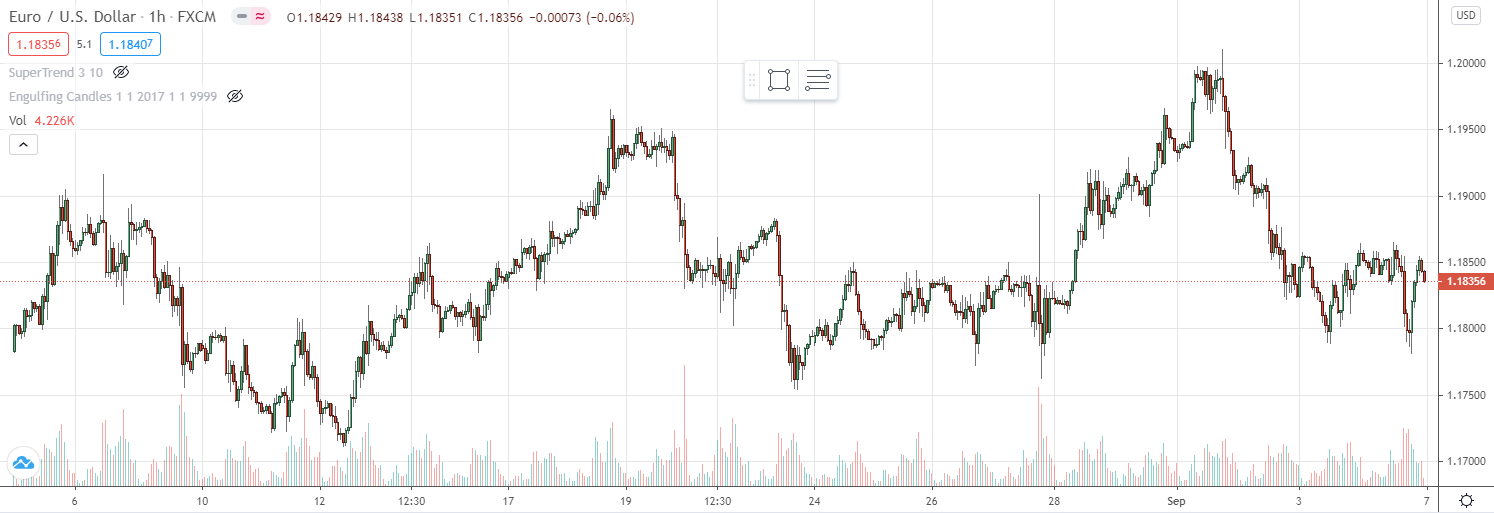 Euro / U.S. Dollar · 1h · FXCM O1.18429 H1.18438 L1.18351 C1.18356 −0.00073 (−0.06%)
USD
1.18356 5.1 1.18407
SuperTrend 3 10
Engulfing Candles 1 1 2017 1 1 9999
Vol 4.226K
1.20000
1.19500
1.19000
1.18500
1.18356
1.18000
1.17500
1.17000
6 10 12 12:30 17 19 12:30 24 26 28 Sep 3 7